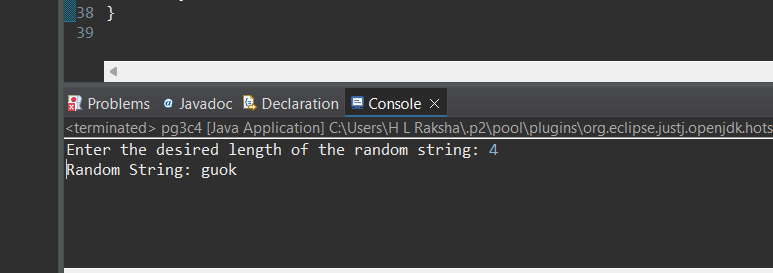 38 }
39
Problems @ Javadoc Declaration Console
<terminated> pg3c4 [Java Application] C:\Users\H L Raksha\.p2\pool\plugins\org.eclipse.justj.openjdk.hots
Enter the desired length of the random string: 4
Random String: guok